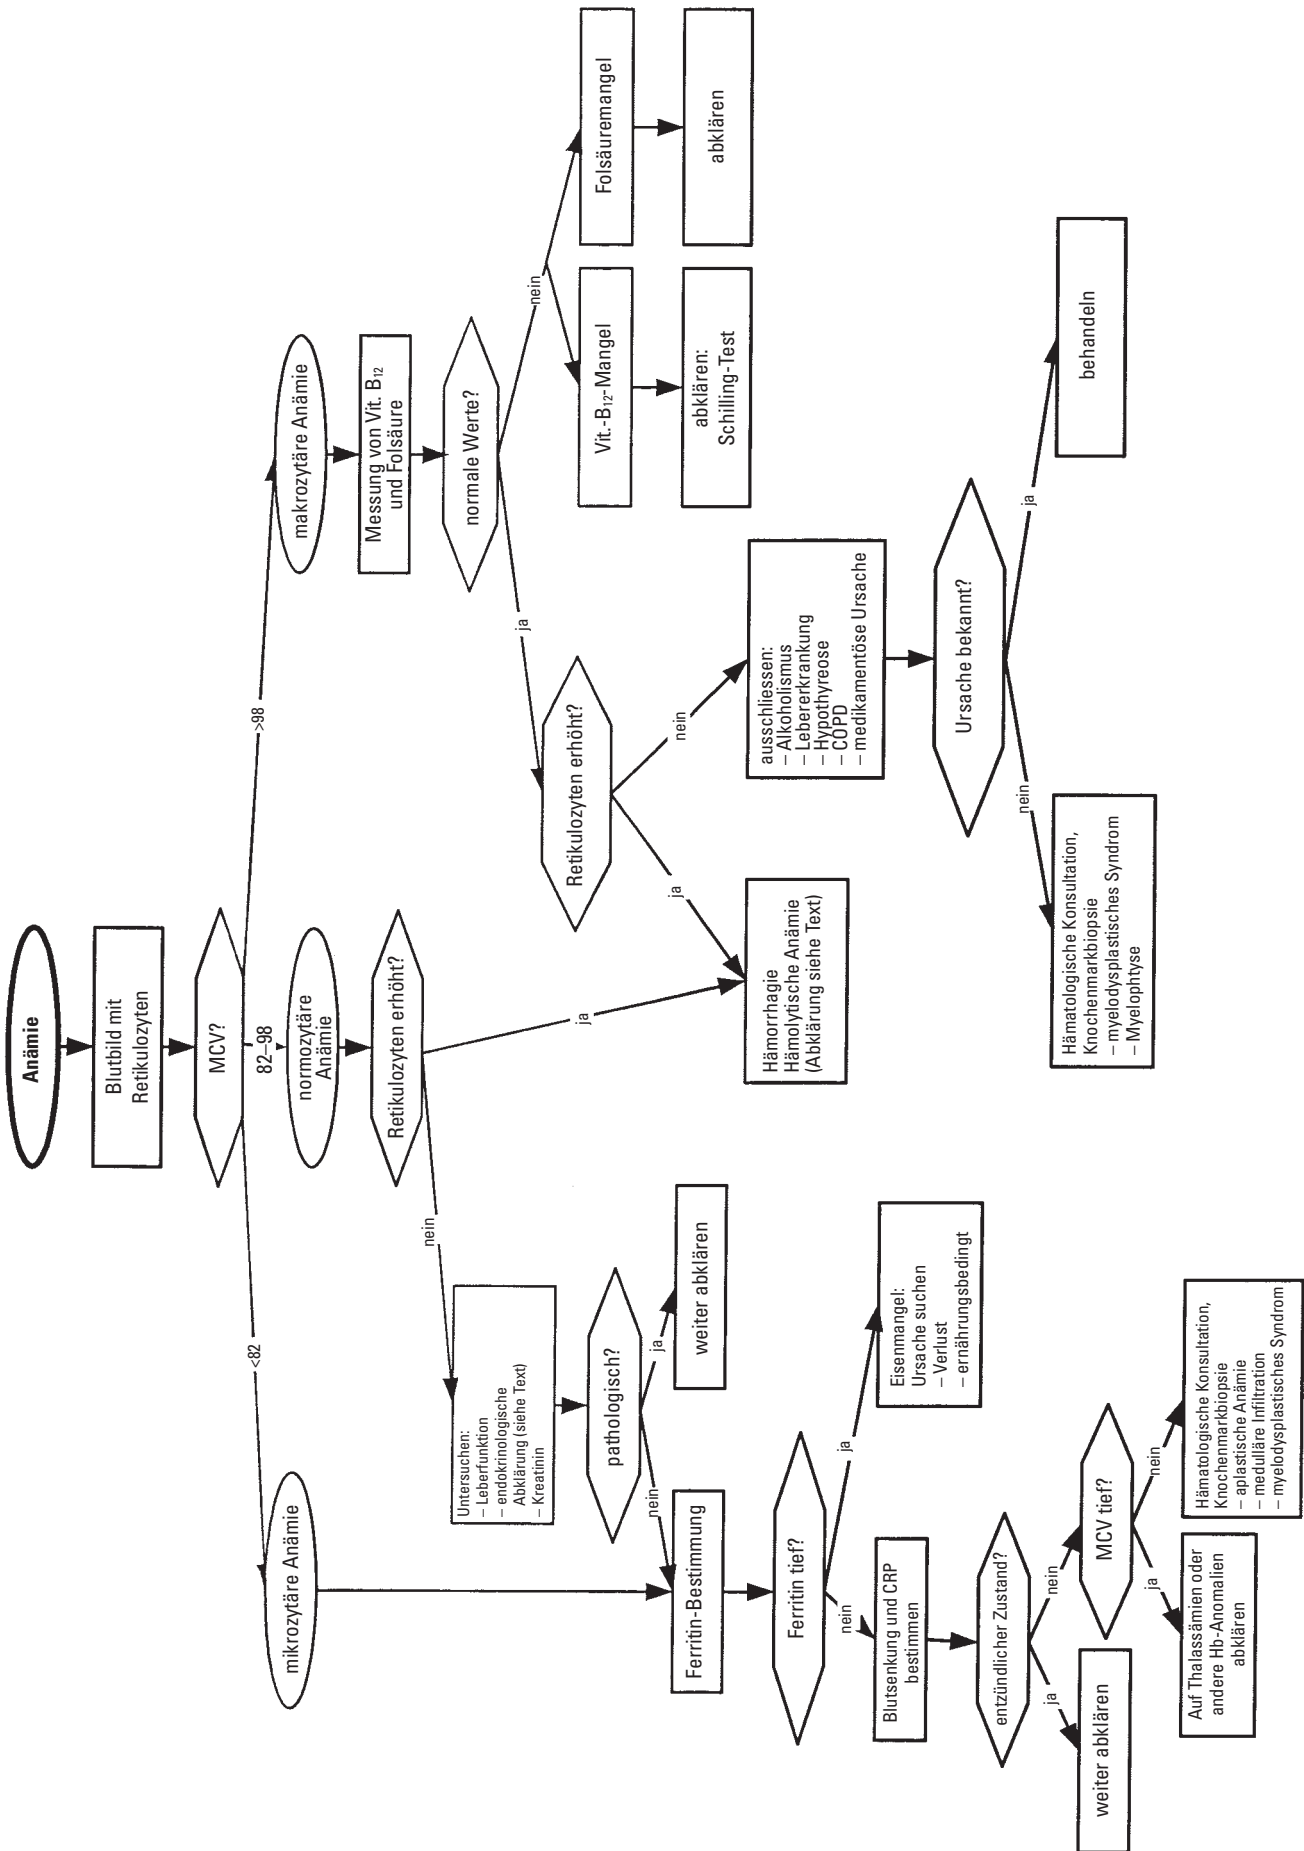 Anämie
Blutbild mit
Retikulozyten
MCV?
<82
82–98
>98
mikrozytäre Anämie
normozytäre
Anämie
makrozytäre Anämie
Messung von Vit. B12
und Folsäure
Retikulozyten erhöht?
normale Werte?
nein
ja
ja
nein
Untersuchen:
– Leberfunktion
– endokrinologische
Abklärung (siehe Text)
– Kreatinin
Retikulozyten erhöht?
Vit.-B12-Mangel
Folsäuremangel
pathologisch?
nein
ja
ja
nein
Ferritin-Bestimmung
weiter abklären
abklären:
Schilling-Test
abklären
Hämorrhagie
Hämolytische Anämie
(Abklärung siehe Text)
ausschliessen:
– Alkoholismus
– Lebererkrankung
– Hypothyreose
– COPD
– medikamentöse Ursache
Ferritin tief?
nein
ja
Blutsenkung und CRP
bestimmen
Eisenmangel:
Ursache suchen
– Verlust
– ernährungsbedingt
Ursache bekannt?
nein
ja
entzündlicher Zustand?
ja
nein
Hämatologische Konsultation,
Knochenmarkbiopsie
– myelodysplastisches Syndrom
– Myelophtyse
behandeln
weiter abklären
MCV tief?
ja
nein
Auf Thalassämien oder
andere Hb-Anomalien
abklären
Hämatologische Konsultation,
Knochenmarkbiopsie
– aplastische Anämie
– medulläre Infiltration
– myelodysplastisches Syndrom